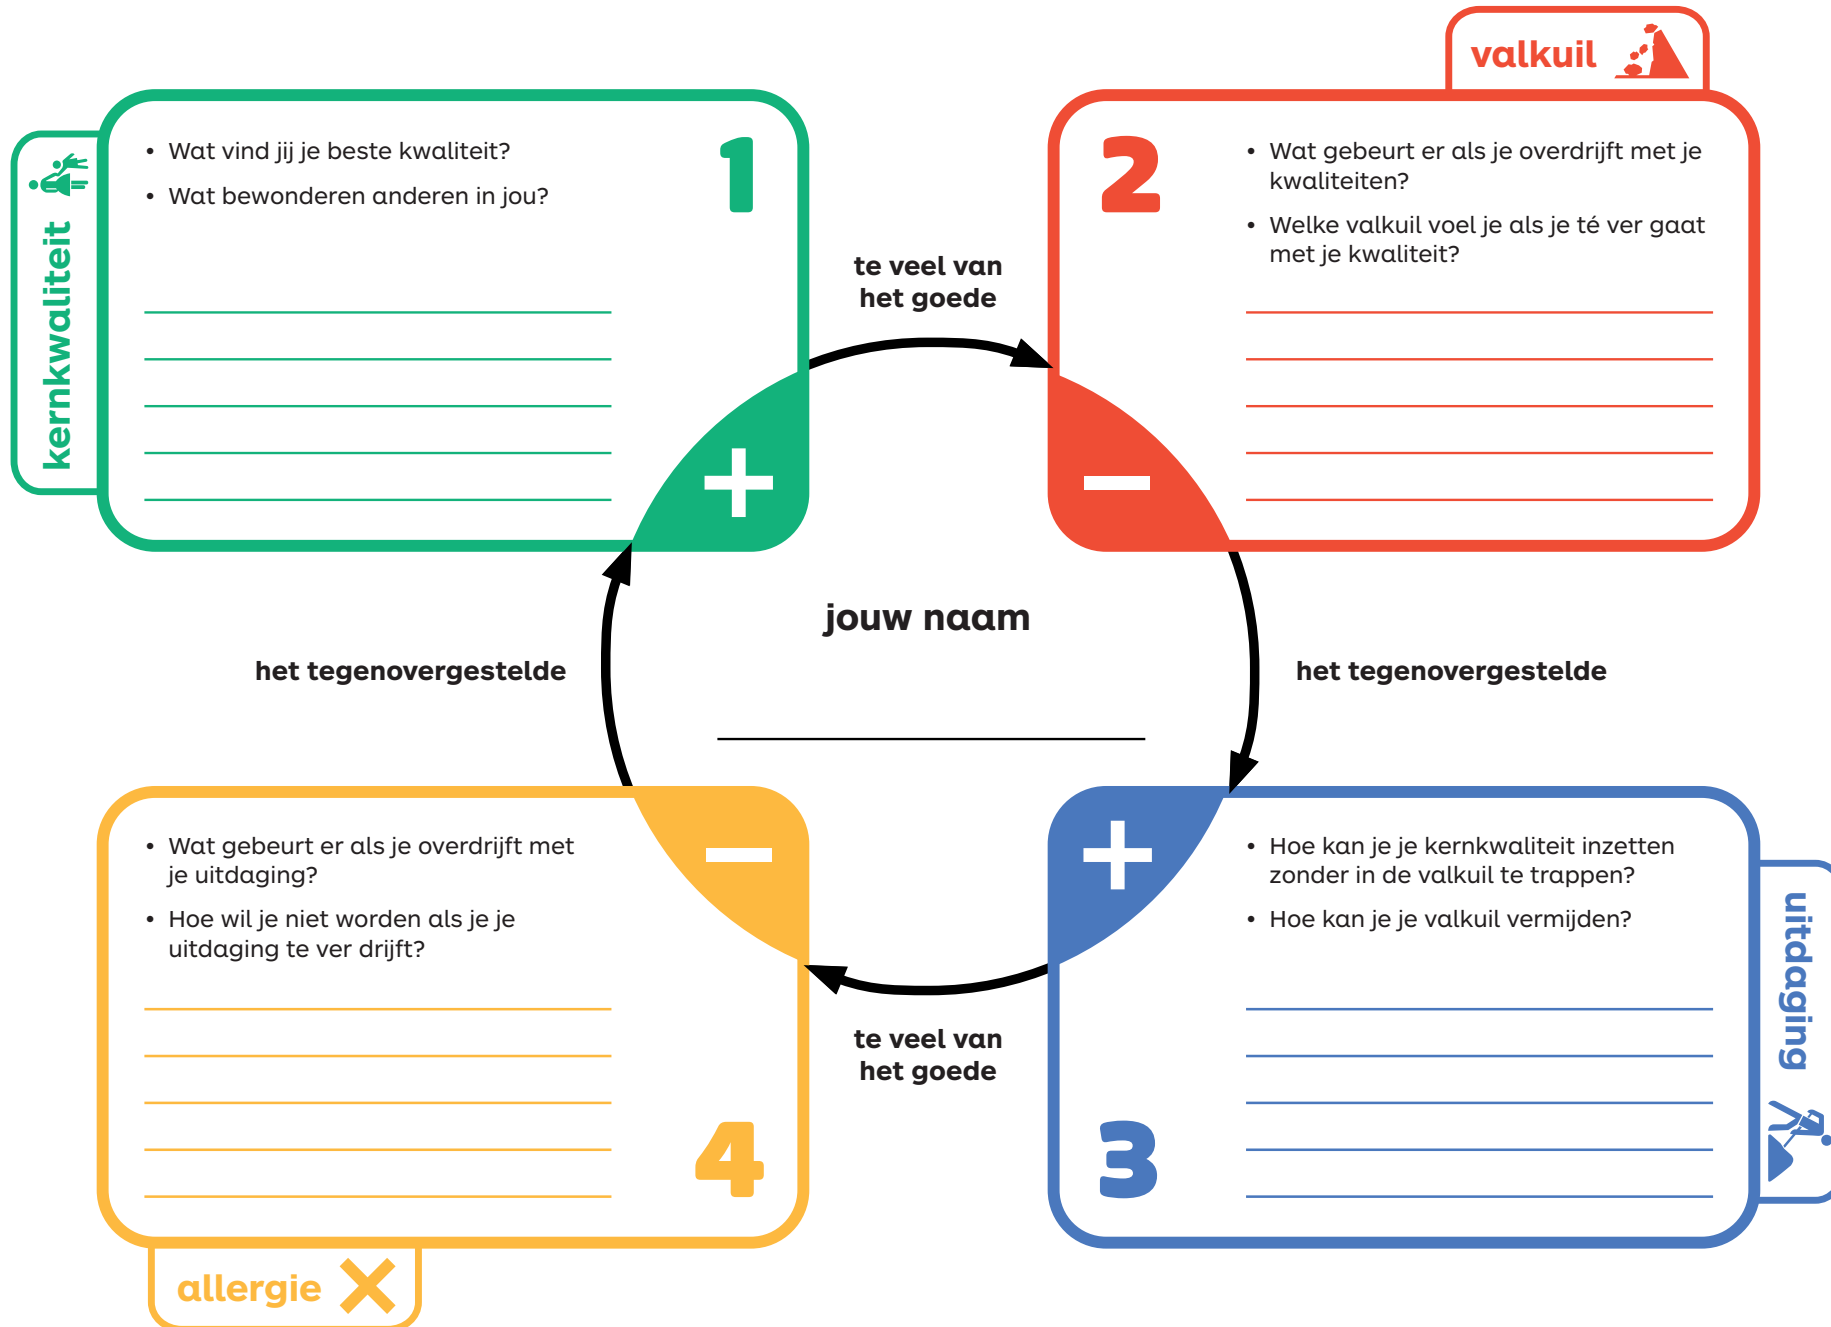 kernkwaliteit
• Wat vind jij je beste kwaliteit?
• Wat bewonderen anderen in jou?
1
+
te veel van
het goede
valkuil
2
• Wat gebeurt er als je overdrijft met je
kwaliteiten?
• Welke valkuil voel je als je té ver gaat
met je kwaliteit?
−
jouw naam
het tegenovergestelde
het tegenovergestelde
• Wat gebeurt er als je overdrijft met
je uitdaging?
• Hoe wil je niet worden als je je
uitdaging te ver drijft?
−
4
allergie
te veel van
het goede
+
• Hoe kan je je kernkwaliteit inzetten
zonder in de valkuil te trappen?
• Hoe kan je je valkuil vermijden?
3
uitdaging